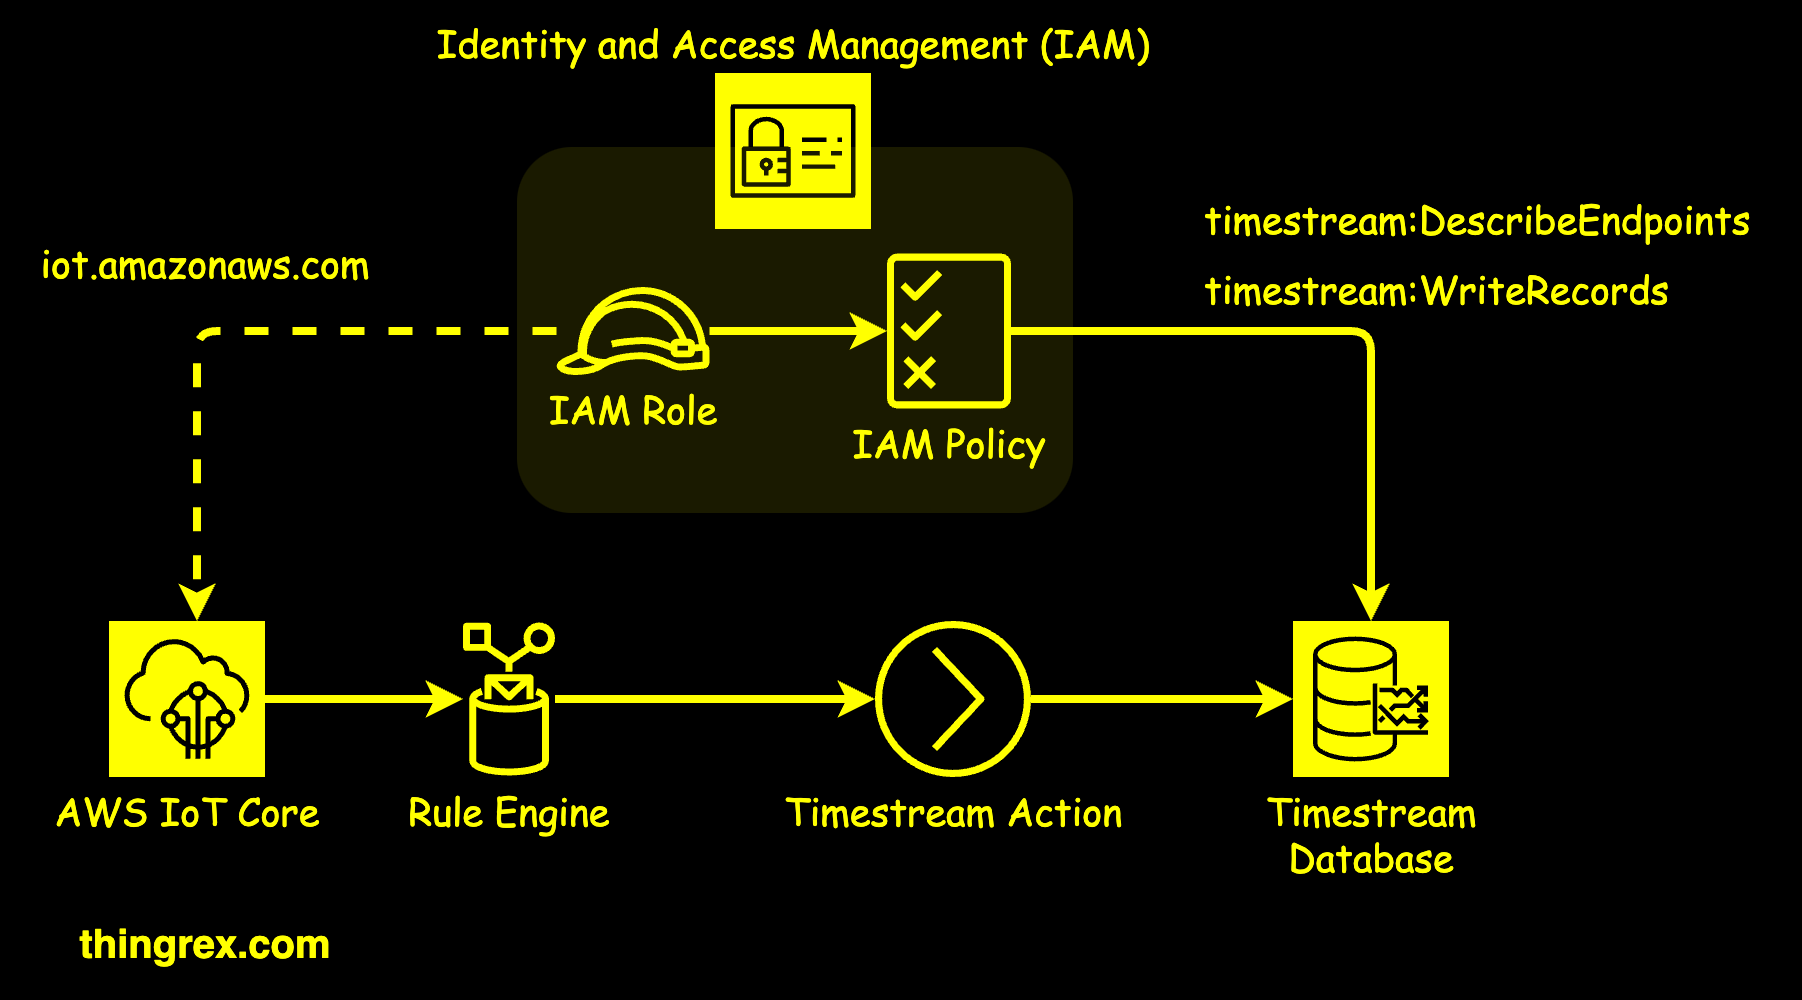 Identity and Access Management (IAM)
iot.amazonaws.com
timestream:DescribeEndpoints
timestream:WriteRecords
IAM Role
IAM Policy
AWS IoT Core
Rule Engine
Timestream Action
Timestream
Database
thingrex.com